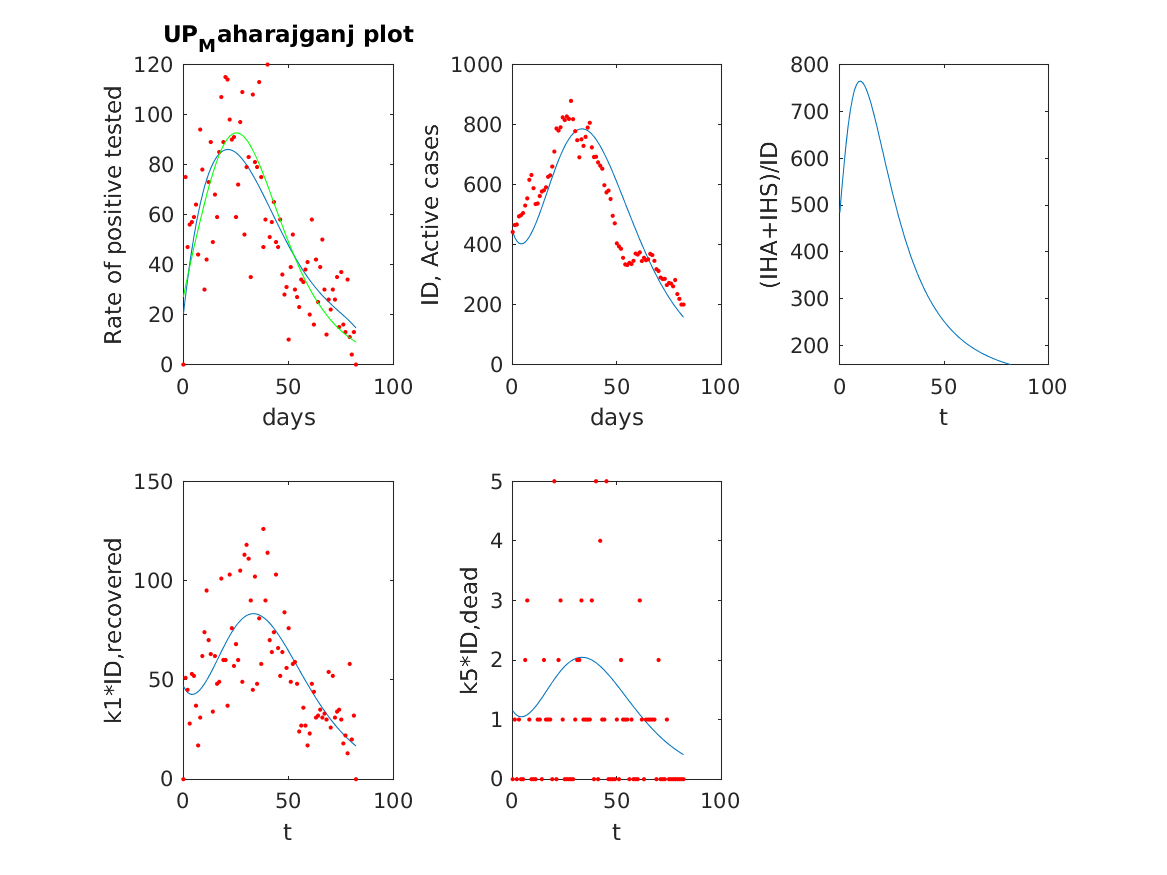 UPMaharajganj plot
120
100
80
60
40
20
0
0 50 100
Rate of positive tested
days
1000
800
600
400
200
0
0 50 100
ID, Active cases
days
800
700
600
500
400
300
200
0 50 100
(IHA+IHS)/ID
t
150
100
50
0
0 50 100
k1*ID,recovered
t
5
4
3
2
1
0
0 50 100
k5*ID,dead
t